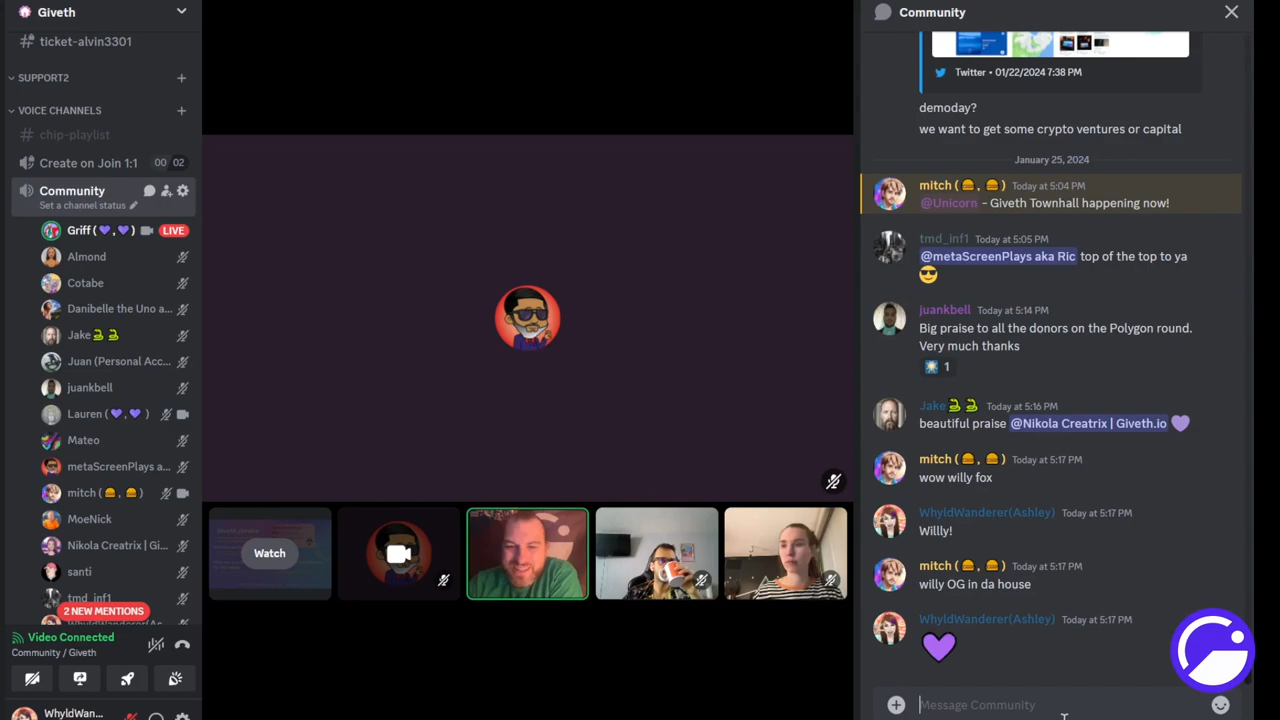 Giveth
ticket-alvin3301
SUPPORT2
VOICE CHANNELS
chip-playlist
Create on Join 1:1 00 02
Community
Set a channel status
Griff (💜,💜) LIVE
Almond
Cotabe
Danibelle the Uno a...
Jake🐍🐍
Juan (Personal Acc...
juankbell
Lauren (💜,💜)
Mateo
metaScreenPlays a...
mitch (🍔,🍔)
MoeNick
Nikola Creatrix | Gi...
santi
tmd_inf1
2 NEW MENTIONS
Video Connected
Community / Giveth
WhyldWan...
Watch
Community
Twitter • 01/22/2024 7:38 PM
demoday?
we want to get some crypto ventures or capital
January 25, 2024
mitch (🍔, 🍔) Today at 5:04 PM
@Unicorn - Giveth Townhall happening now!
tmd_inf1 Today at 5:05 PM
@metaScreenPlays aka Ric top of the top to ya
😎
juankbell Today at 5:14 PM
Big praise to all the donors on the Polygon round.
Very much thanks
1
Jake🐍🐍 Today at 5:16 PM
beautiful praise @Nikola Creatrix | Giveth.io 💜
mitch (🍔, 🍔) Today at 5:17 PM
wow willy fox
WhyldWanderer(Ashley) Today at 5:17 PM
Willly!
mitch (🍔, 🍔) Today at 5:17 PM
willy OG in da house
WhyldWanderer(Ashley) Today at 5:17 PM
💜
Message Community